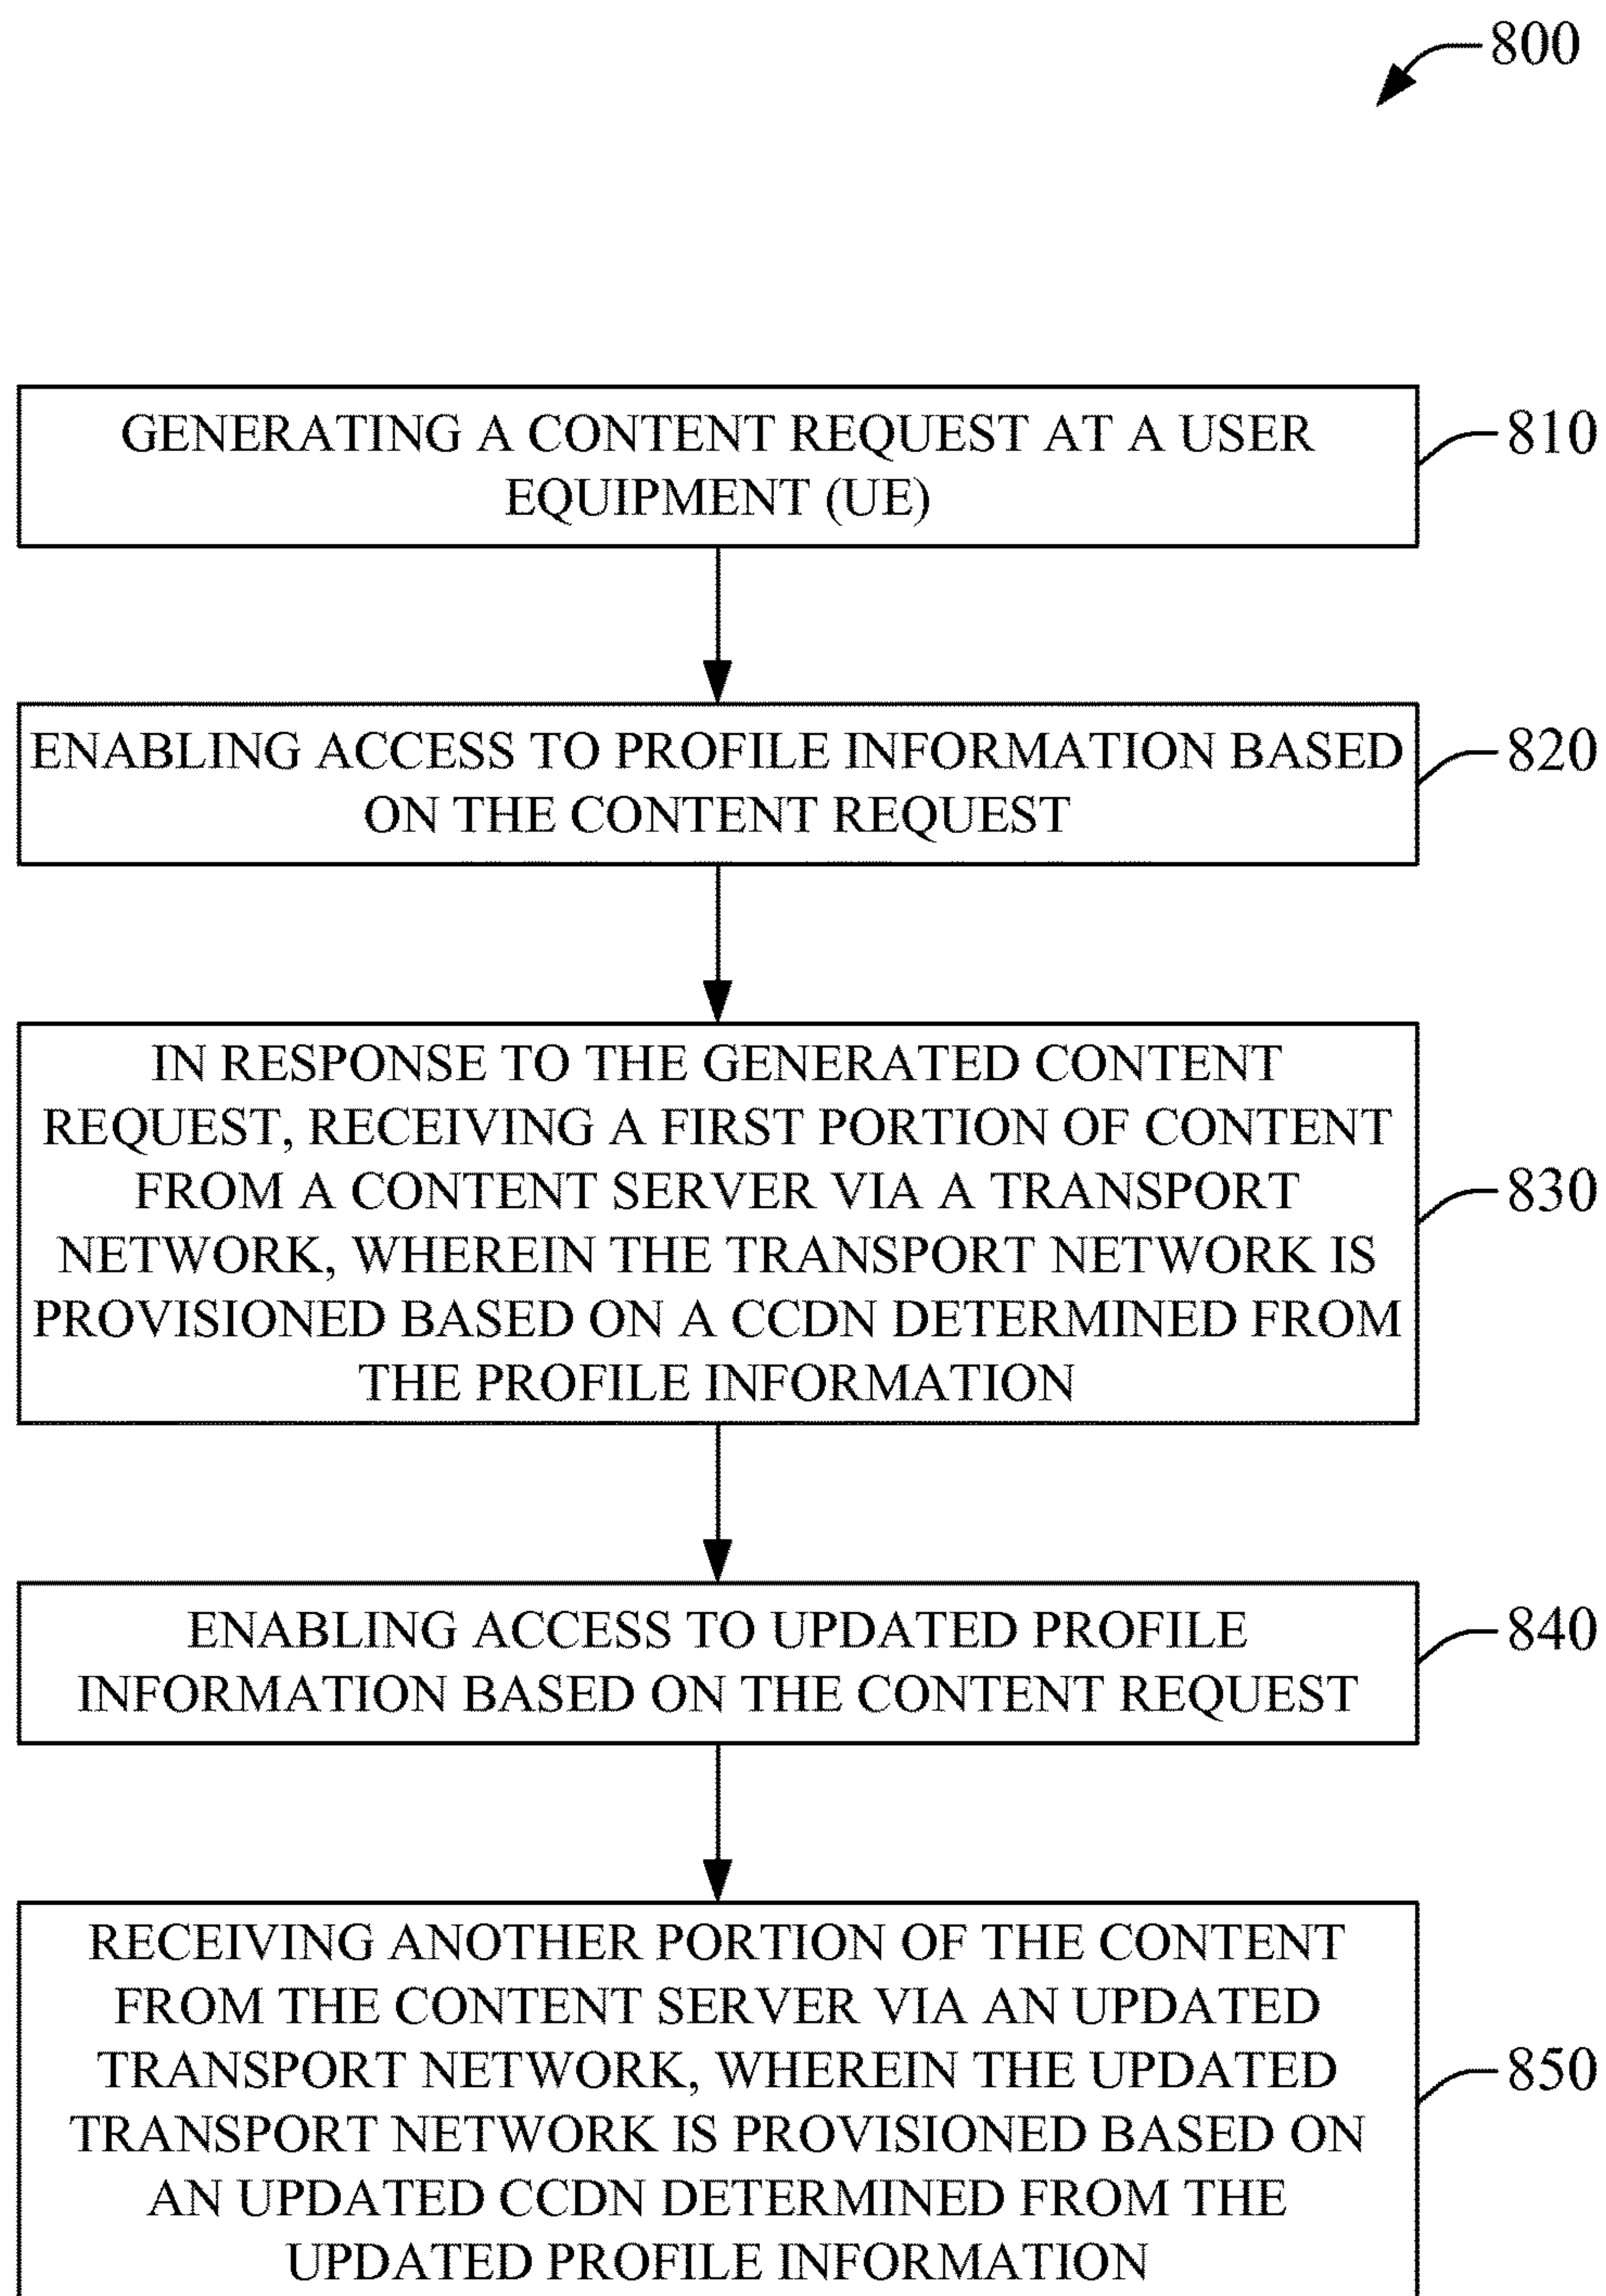 800
GENERATING A CONTENT REQUEST AT A USER
EQUIPMENT (UE)
810
ENABLING ACCESS TO PROFILE INFORMATION BASED
ON THE CONTENT REQUEST
820
IN RESPONSE TO THE GENERATED CONTENT
REQUEST, RECEIVING A FIRST PORTION OF CONTENT
FROM A CONTENT SERVER VIA A TRANSPORT
NETWORK, WHEREIN THE TRANSPORT NETWORK IS
PROVISIONED BASED ON A CCDN DETERMINED FROM
THE PROFILE INFORMATION
830
ENABLING ACCESS TO UPDATED PROFILE
INFORMATION BASED ON THE CONTENT REQUEST
840
RECEIVING ANOTHER PORTION OF THE CONTENT
FROM THE CONTENT SERVER VIA AN UPDATED
TRANSPORT NETWORK, WHEREIN THE UPDATED
TRANSPORT NETWORK IS PROVISIONED BASED ON
AN UPDATED CCDN DETERMINED FROM THE
UPDATED PROFILE INFORMATION
850